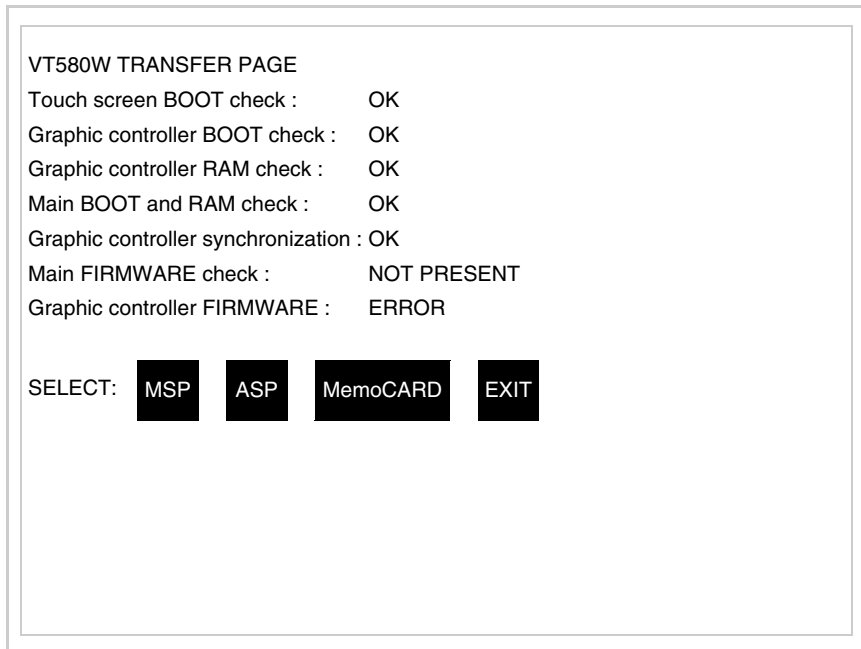 VT580W TRANSFER PAGE
Touch screen BOOT check : OK
Graphic controller BOOT check : OK
Graphic controller RAM check : OK
Main BOOT and RAM check : OK
Graphic controller synchronization : OK
Main FIRMWARE check : NOT PRESENT
Graphic controller FIRMWARE : ERROR
SELECT: MSP ASP MemoCARD EXIT